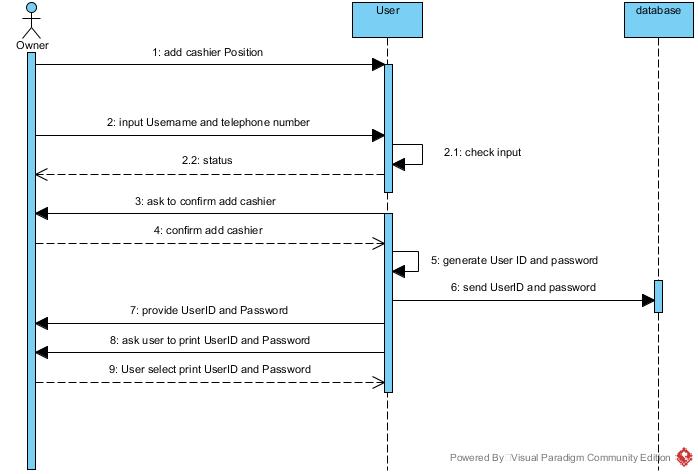 User
database
Owner
1: add cashier Position
2: input Username and telephone number
2.1: check input
2.2: status
3: ask to confirm add cashier
4: confirm add cashier
5: generate User ID and password
6: send UserID and password
7: provide UserID and Password
8: ask user to print UserID and Password
9: User select print UserID and Password
Powered By Visual Paradigm Community Edition